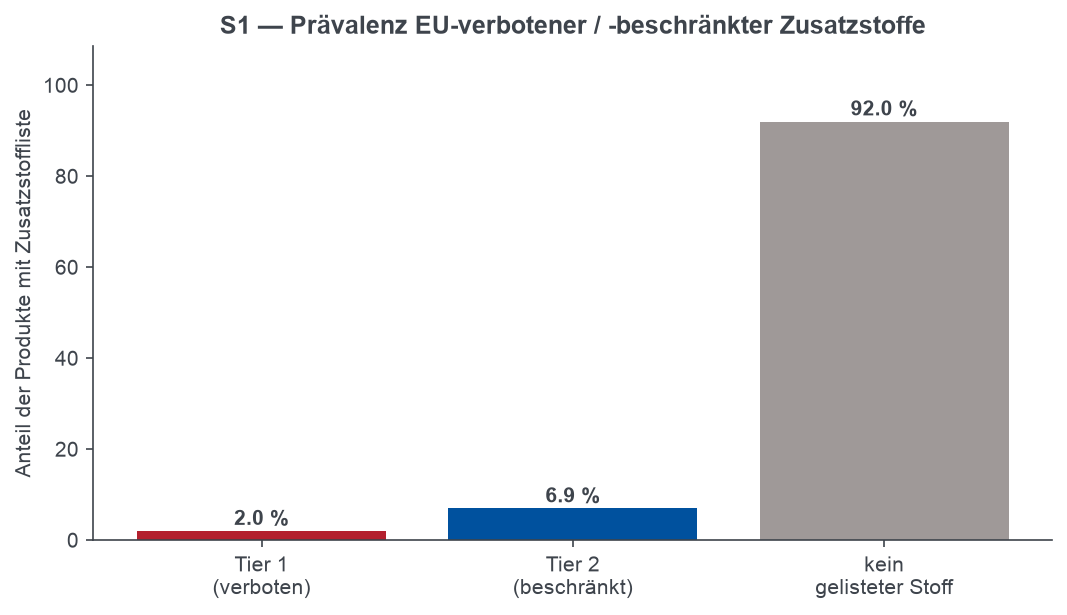 S1 — Prävalenz EU-verbotener / -beschränkter Zusatzstoffe
Anteil der Produkte mit Zusatzstoffliste
100
80
60
40
20
0
2.0 %
6.9 %
92.0 %
Tier 1
(verboten)
Tier 2
(beschränkt)
kein
gelisteter Stoff